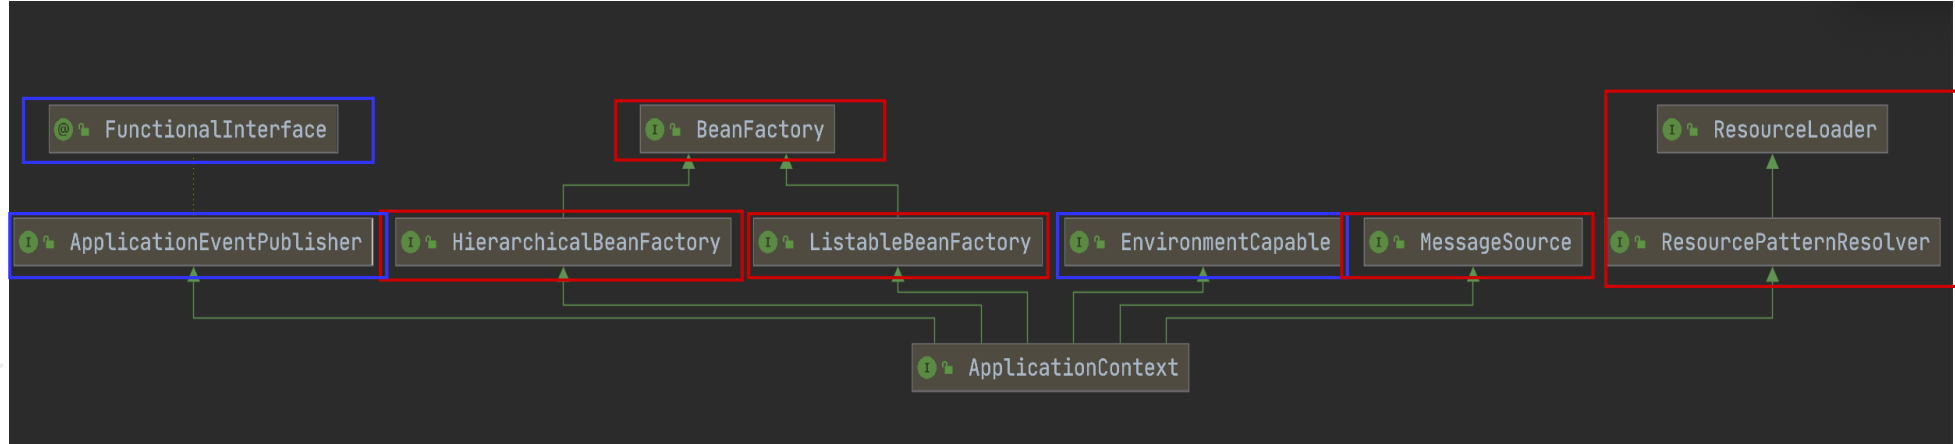 FunctionalInterface
BeanFactory
ResourceLoader
ApplicationEventPublisher
HierarchicalBeanFactory
ListableBeanFactory
EnvironmentCapable
MessageSource
ResourcePatternResolver
ApplicationContext